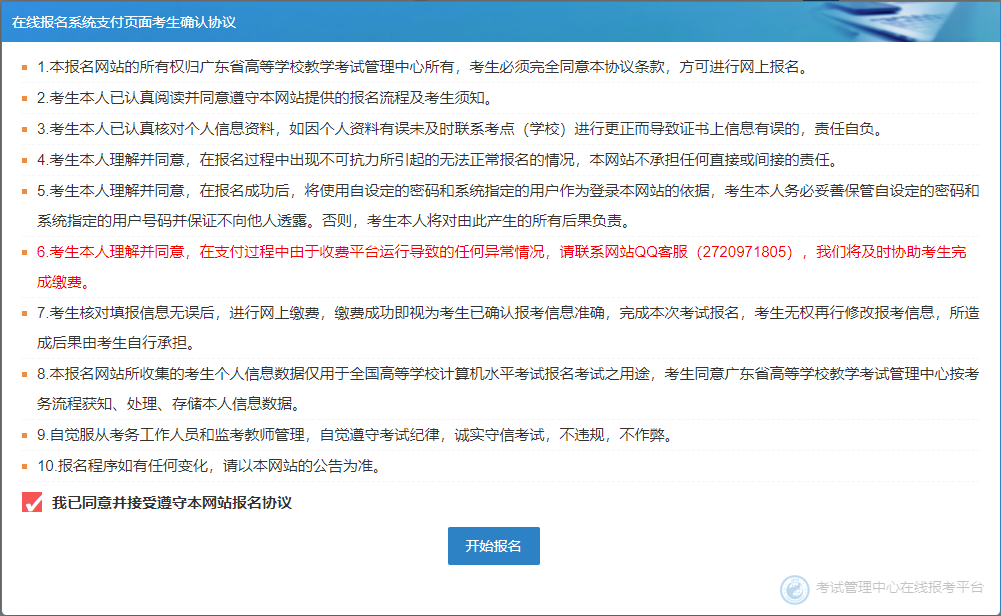 在线报名系统支付页面考生确认协议
1.本报名网站的所有权归广东省高等学校教学考试管理中心所有，考生必须完全同意本协议条款，方可进行网上报名。
2.考生本人已认真阅读并同意遵守本网站提供的报名流程及考生须知。
3.考生本人已认真核对个人信息资料，如因个人资料有误未及时联系考点（学校）进行更正而导致证书上信息有误的，责任自负。
4.考生本人理解并同意，在报名过程中出现不可抗力所引起的无法正常报名的情况，本网站不承担任何直接或间接的责任。
5.考生本人理解并同意，在报名成功后，将使用自设定的密码和系统指定的用户作为登录本网站的依据，考生本人务必妥善保管自设定的密码和
系统指定的用户号码并保证不向他人透露。否则，考生本人将对由此产生的所有后果负责。
6.考生本人理解并同意，在支付过程中由于收费平台运行导致的任何异常情况，请联系网站QQ客服（2720971805），我们将及时协助考生完
成缴费。
7.考生核对填报信息无误后，进行网上缴费，缴费成功即视为考生已确认报考信息准确，完成本次考试报名，考生无权再行修改报考信息，所造
成后果由考生自行承担。
8.本报名网站所收集的考生个人信息数据仅用于全国高等学校计算机水平考试报名考试之用途，考生同意广东省高等学校教学考试管理中心按考
务流程获知、处理、存储本人信息数据。
9.自觉服从考务工作人员和监考教师管理，自觉遵守考试纪律，诚实守信考试，不违规，不作弊。
10.报名程序如有任何变化，请以本网站的公告为准。
我已同意并接受遵守本网站报名协议
开始报名
考试管理中心在线报考平台